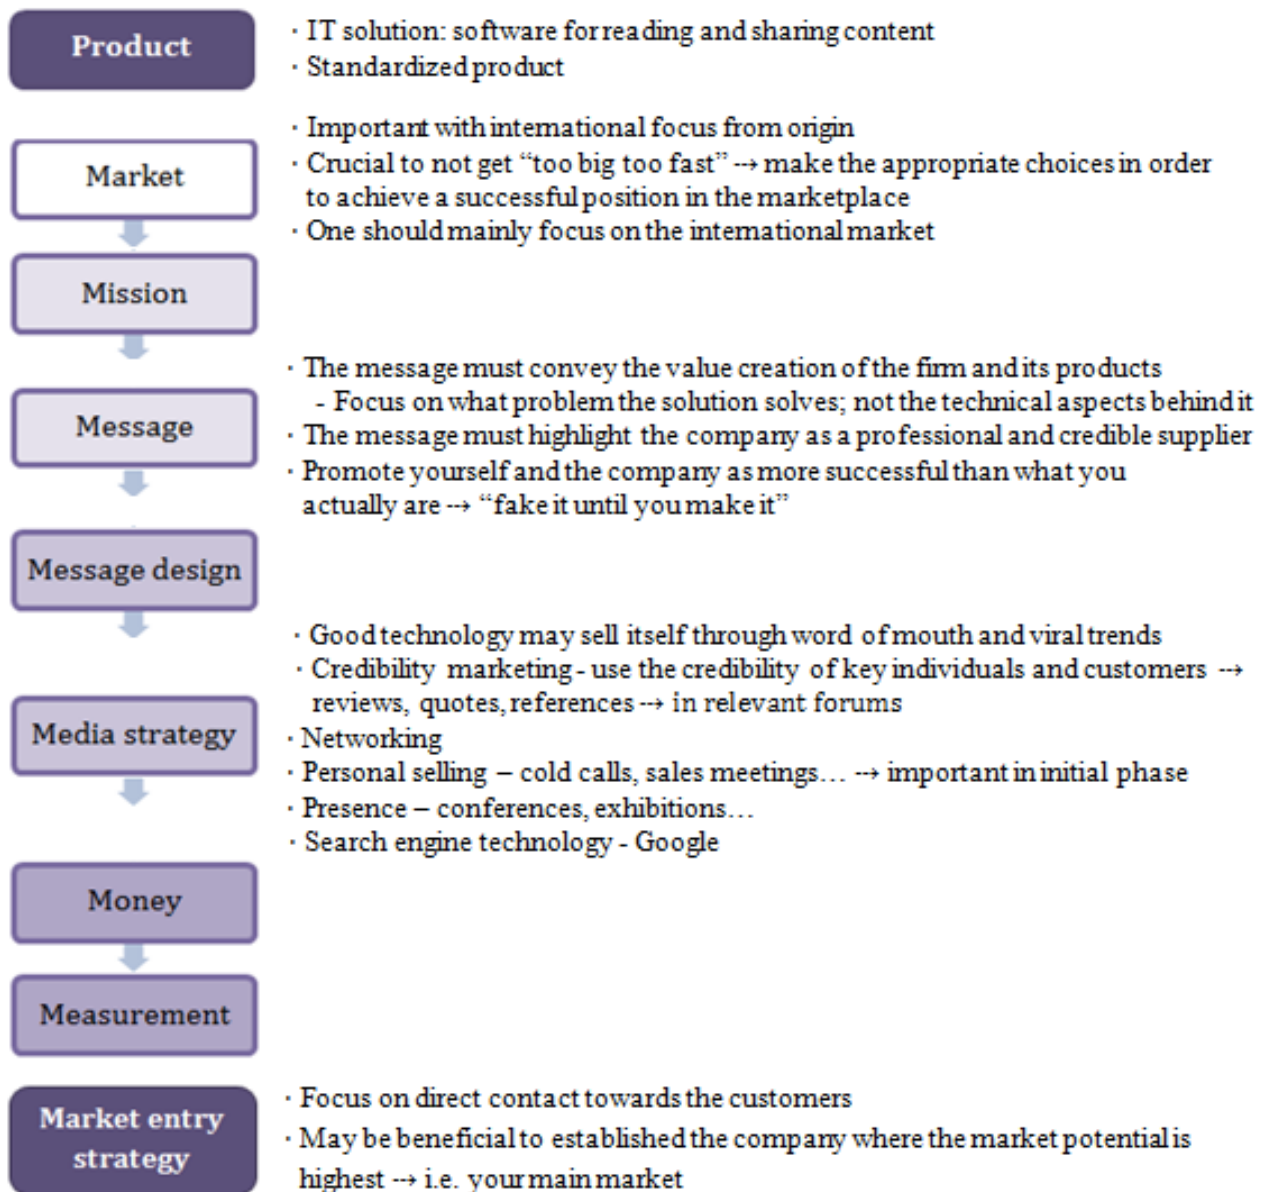 Product
· IT solution: software for reading and sharing content
· Standardized product
Market
· Important with international focus from origin
· Crucial to not get “too big too fast” --→ make the appropriate choices in order
to achieve a successful position in the marketplace
· One should mainly focus on the international market
Mission
Message
· The message must convey the value creation of the firm and its products
- Focus on what problem the solution solves; not the technical aspects behind it
· The message must highlight the company as a professional and credible supplier
· Promote yourself and the company as more successful than what you
actually are --→ “fake it until you make it”
Message design
Media strategy
· Good technology may sell itself through word of mouth and viral trends
· Credibility marketing - use the credibility of key individuals and customers --→
reviews, quotes, references --→ in relevant forums
· Networking
· Personal selling – cold calls, sales meetings… --→ important in initial phase
· Presence – conferences, exhibitions…
· Search engine technology - Google
Money
Measurement
Market entry
strategy
· Focus on direct contact towards the customers
· May be beneficial to established the company where the market potential is
highest --→ i.e. your main market